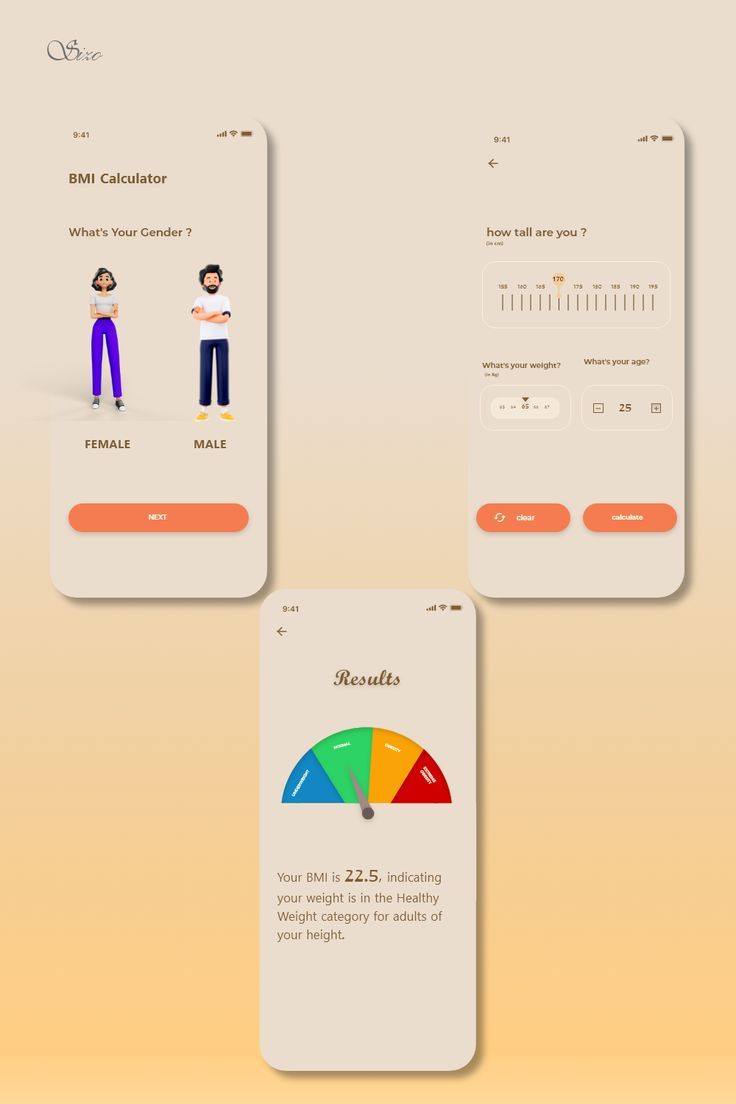 Sizo
9:41
BMI Calculator
What's Your Gender ?
FEMALE
MALE
NEXT
9:41
how tall are you ?
(in cm)
170
155 160 165 175 180 185 190 195
What's your weight?
(in kg)
63 64 65 66 67
What's your age?
25
clear
calculate
9:41
Results
UNDERWEIGHT
NORMAL
OBESITY
EXTREME
OBESITY
Your BMI is 22.5, indicating
your weight is in the Healthy
Weight category for adults of
your height.